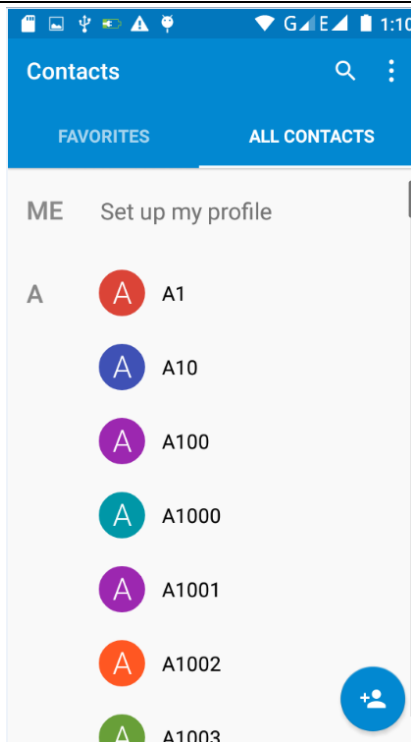 G E 1:10
Contacts
FAVORITES ALL CONTACTS
ME Set up my profile
A A A1
A A10
A A100
A A1000
A A1001
A A1002
A A1003